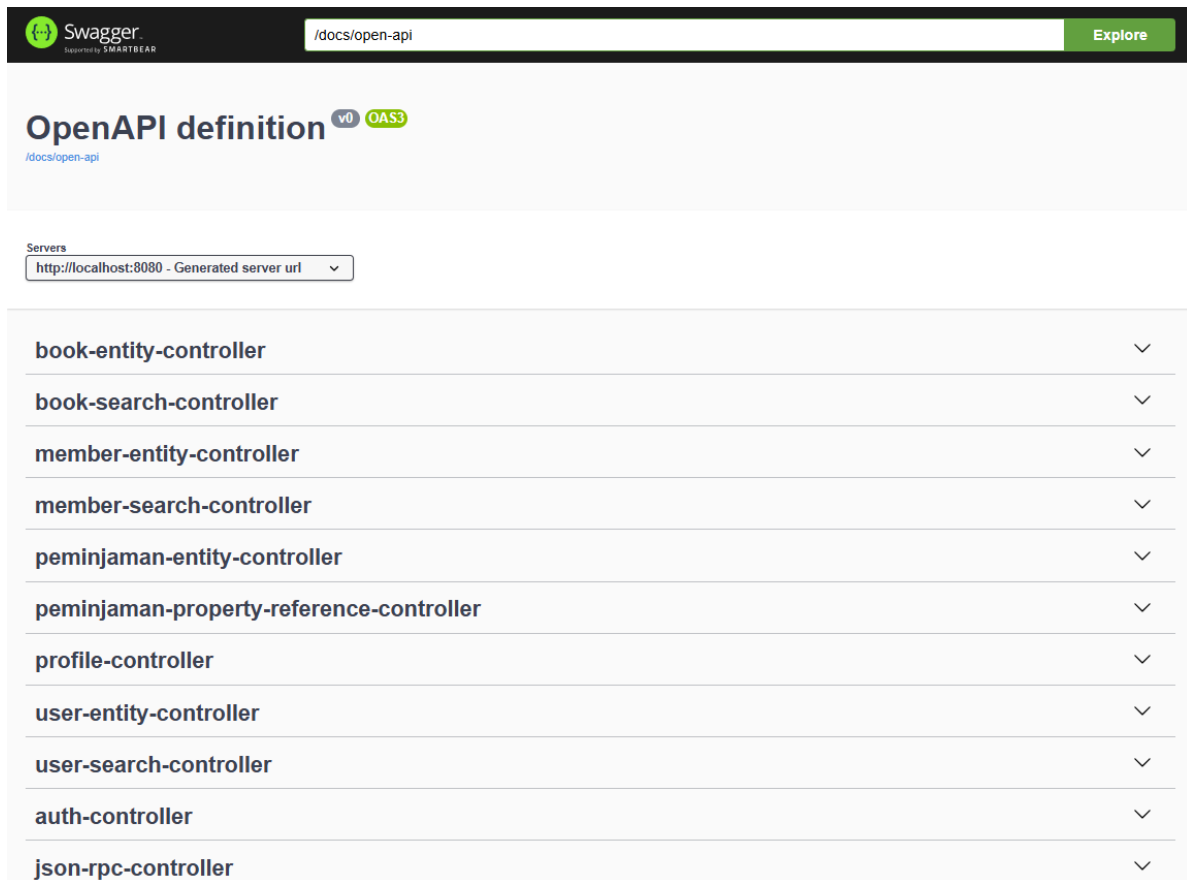 {···} Swagger.
Supported by SMARTBEAR
/docs/open-api
Explore
OpenAPI definition v0 OAS3
/docs/open-api
Servers
http://localhost:8080 - Generated server url
book-entity-controller
book-search-controller
member-entity-controller
member-search-controller
peminjaman-entity-controller
peminjaman-property-reference-controller
profile-controller
user-entity-controller
user-search-controller
auth-controller
json-rpc-controller